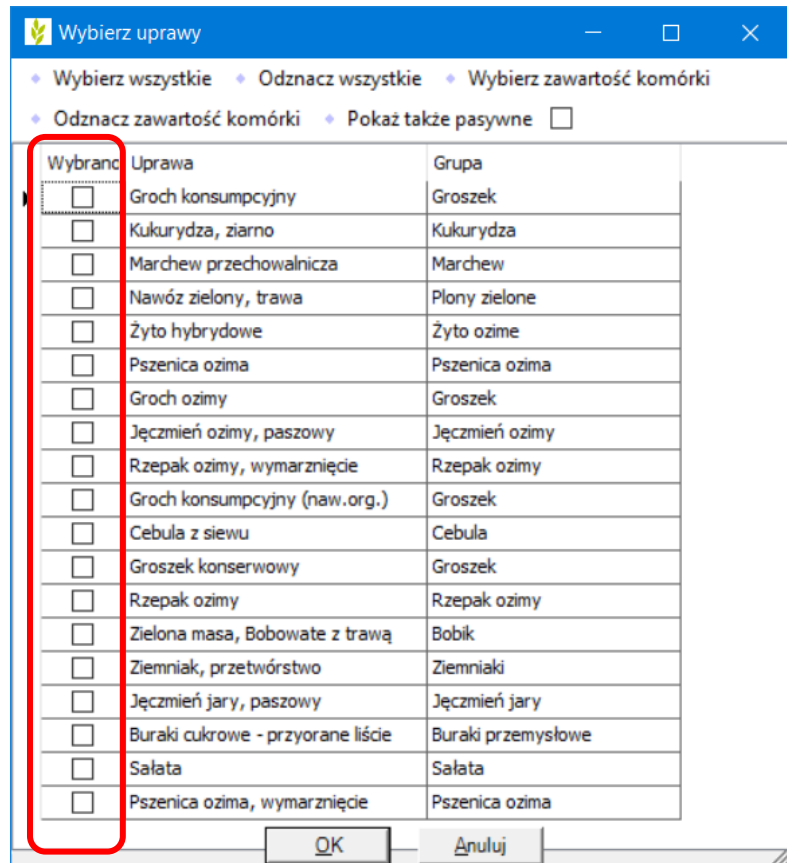 Wybierz uprawy
Wybierz wszystkie Odznacz wszystkie Wybierz zawartość komórki
Odznacz zawartość komórki Pokaż także pasywne
Wybranc Uprawa Grupa
Groch konsumpcyjny Groszek
Kukurydza, ziarno Kukurydza
Marchew przechowalnicza Marchew
Nawóz zielony, trawa Plony zielone
Żyto hybrydowe Żyto ozime
Pszenica ozima Pszenica ozima
Groch ozimy Groszek
Jęczmień ozimy, paszowy Jęczmień ozimy
Rzepak ozimy, wymarznięcie Rzepak ozimy
Groch konsumpcyjny (naw.org.) Groszek
Cebula z siewu Cebula
Groszek konserwowy Groszek
Rzepak ozimy Rzepak ozimy
Zielona masa, Bobowate z trawą Bobik
Ziemniak, przetwórstwo Ziemniaki
Jęczmień jary, paszowy Jęczmień jary
Buraki cukrowe - przyorane liście Buraki przemysłowe
Sałata Sałata
Pszenica ozima, wymarznięcie Pszenica ozima
OK Anuluj